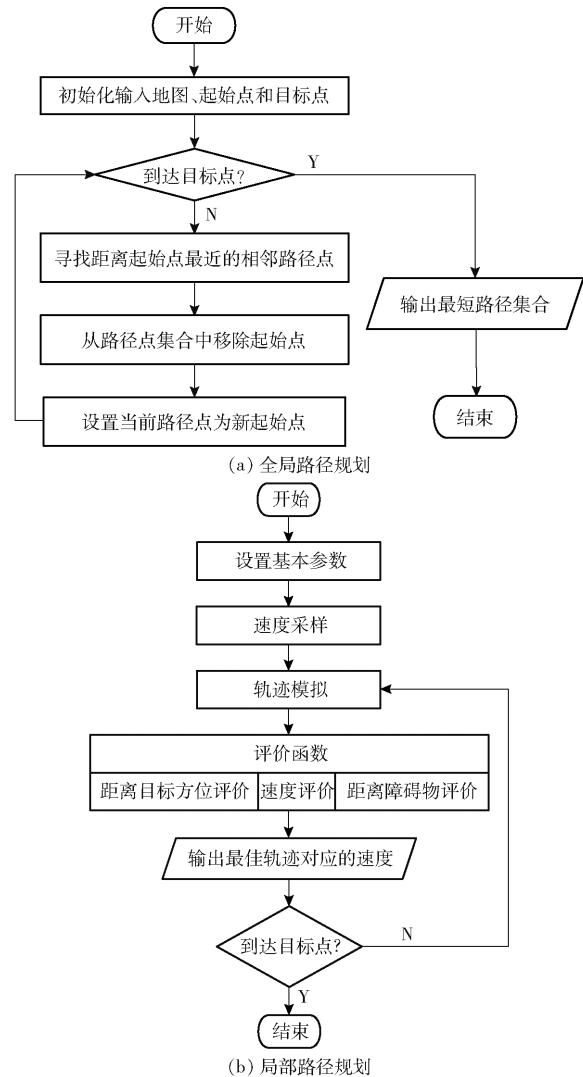 开始
初始化输入地图、起始点和目标点
到达目标点?
Y
N
寻找距离起始点最近的相邻路径点
输出最短路径集合
从路径点集合中移除起始点
设置当前路径点为新起始点
结束
(a) 全局路径规划
开始
设置基本参数
速度采样
轨迹模拟
评价函数
距离目标方位评价
速度评价
距离障碍物评价
输出最佳轨迹对应的速度
到达目标点?
N
Y
结束
(b) 局部路径规划